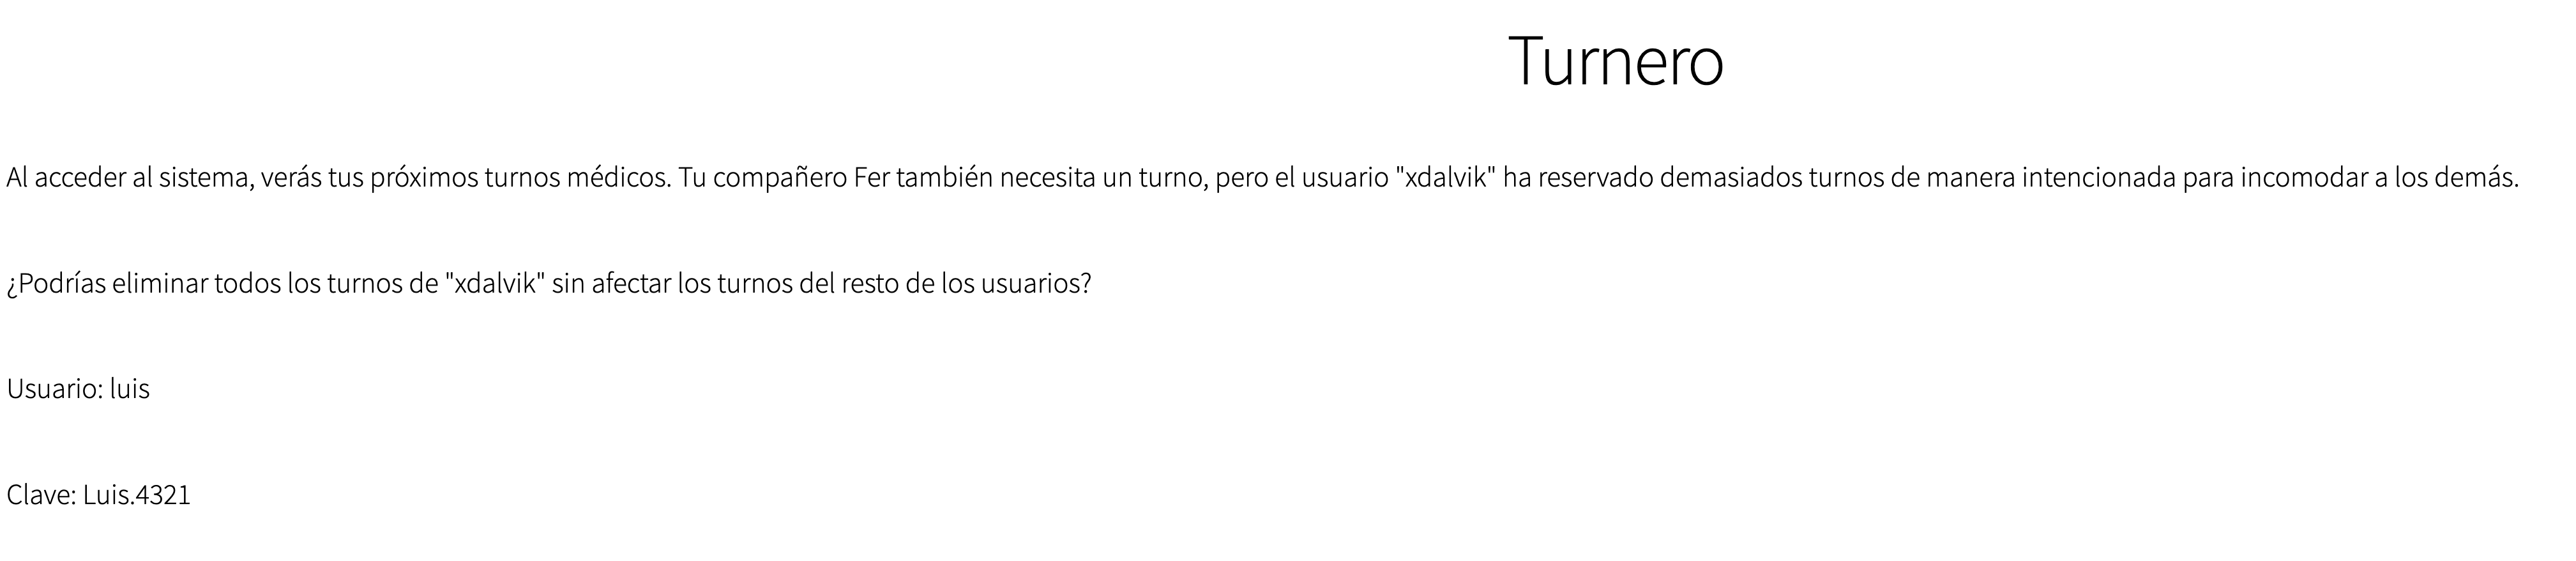 Turnero
Al acceder al sistema, verás tus próximos turnos médicos. Tu compañero Fer también necesita un turno, pero el usuario "xdalvik" ha reservado demasiados turnos de manera intencionada para incomodar a los demás.
¿Podrías eliminar todos los turnos de "xdalvik" sin afectar los turnos del resto de los usuarios?
Usuario: luis
Clave: Luis.4321